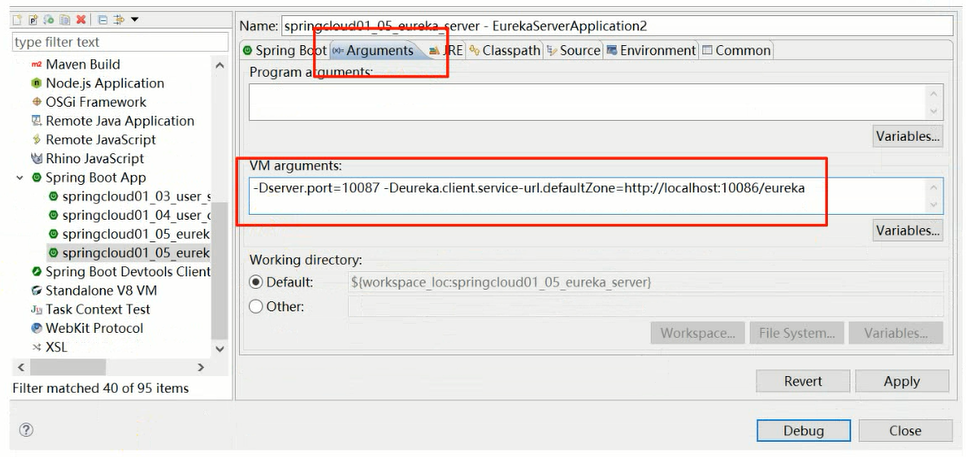 type filter text
Maven Build
Node.js Application
OSGi Framework
Remote Java Application
Remote JavaScript
Rhino JavaScript
Spring Boot App
springcloud01_03_user_s
springcloud01_04_user_c
springcloud01_05_eurek
springcloud01_05_eurek
Spring Boot Devtools Client
Standalone V8 VM
Task Context Test
WebKit Protocol
XSL
Filter matched 40 of 95 items
Name: springcloud01_05_eureka_server - EurekaServerApplication2
Spring Boot (x)= Arguments JRE Classpath Source Environment Common
Program arguments:
Variables...
VM arguments:
-Dserver.port=10087 -Deureka.client.service-url.defaultZone=http://localhost:10086/eureka
Variables...
Working directory:
Default: ${workspace_loc:springcloud01_05_eureka_server}
Other:
Workspace... File System... Variables...
Revert Apply
Debug Close